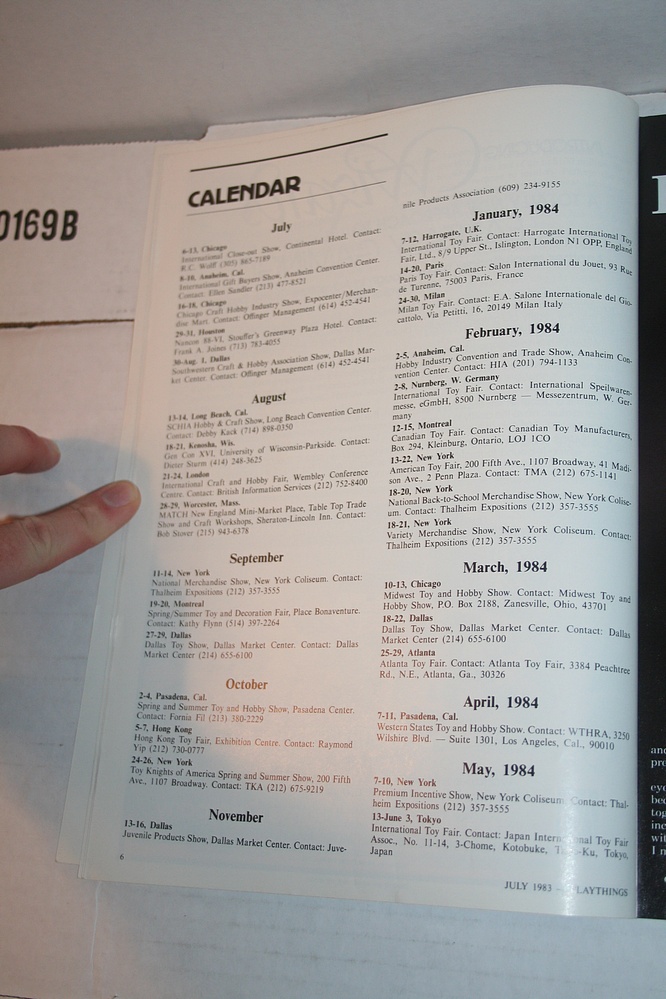 0169B
CALENDAR
July
6-13, Chicago
International Close-out Show, Continental Hotel. Contact:
R.C. Wolff (305) 865-7189
8-10, Anaheim, Cal.
International Gift Buyers Show, Anaheim Convention Center.
Contact: Ellen Sandler (213) 477-8521
16-18, Chicago
Chicago Craft Hobby Industry Show, Expocenter/Merchan-
dise Mart. Contact: Offinger Management (614) 452-4541
29-31, Houston
Nancon 88-VI, Stouffer's Greenway Plaza Hotel. Contact:
Frank A. Joines (713) 783-4055
30-Aug. 1, Dallas
Southwestern Craft & Hobby Association Show, Dallas Mar-
ket Center. Contact: Offinger Management (614) 452-4541
August
13-14, Long Beach, Cal.
SCHIA Hobby & Craft Show, Long Beach Convention Center.
Contact: Debby Kack (714) 898-0350
18-21, Kenosha, Wis.
Gen Con XVI, University of Wisconsin-Parkside. Contact:
Dieter Sturm (414) 248-3625
21-24, London
International Craft and Hobby Fair, Wembley Conference
Centre. Contact: British Information Services (212) 752-8400
28-29, Worcester, Mass.
MATCH New England Mini-Market Place, Table Top Trade
Show and Craft Workshops, Sheraton-Lincoln Inn. Contact:
Bob Stover (215) 943-6378
September
11-14, New York
National Merchandise Show, New York Coliseum. Contact:
Thalheim Expositions (212) 357-3555
19-20, Montreal
Spring/Summer Toy and Decoration Fair, Place Bonaventure.
Contact: Kathy Flynn (514) 397-2264
27-29, Dallas
Dallas Toy Show, Dallas Market Center. Contact: Dallas
Market Center (214) 655-6100
October
2-4, Pasadena, Cal.
Spring and Summer Toy and Hobby Show, Pasadena Center.
Contact: Fornia Fil (213) 380-2229
5-7, Hong Kong
Hong Kong Toy Fair, Exhibition Centre. Contact: Raymond
Yip (212) 730-0777
24-26, New York
Toy Knights of America Spring and Summer Show, 200 Fifth
Ave., 1107 Broadway. Contact: TKA (212) 675-9219
November
13-16, Dallas
Juvenile Products Show, Dallas Market Center. Contact: Juve-
6
nile Products Association (609) 234-9155
January, 1984
7-12, Harrogate, U.K.
International Toy Fair. Contact: Harrogate International Toy
Fair, Ltd., 8/9 Upper St., Islington, London N1 OPP, England
14-20, Paris
Paris Toy Fair. Contact: Salon International du Jouet, 93 Rue
de Turenne, 75003 Paris, France
24-30, Milan
Milan Toy Fair. Contact: E.A. Salone Internationale del Gio-
cattolo, Via Petitti, 16, 20149 Milan Italy
February, 1984
2-5, Anaheim, Cal.
Hobby Industry Convention and Trade Show, Anaheim Con-
vention Center. Contact: HIA (201) 794-1133
2-8, Nurnberg, W. Germany
International Toy Fair. Contact: International Speilwaren-
messe, eGmbH, 8500 Nurnberg — Messezentrum, W. Ger-
many
12-15, Montreal
Canadian Toy Fair. Contact: Canadian Toy Manufacturers,
Box 294, Kleinburg, Ontario, LOJ 1CO
13-22, New York
American Toy Fair, 200 Fifth Ave., 1107 Broadway, 41 Madi-
son Ave., 2 Penn Plaza. Contact: TMA (212) 675-1141
18-20, New York
National Back-to-School Merchandise Show, New York Colise-
um. Contact: Thalheim Expositions (212) 357-3555
18-21, New York
Variety Merchandise Show, New York Coliseum. Contact:
Thalheim Expositions (212) 357-3555
March, 1984
10-13, Chicago
Midwest Toy and Hobby Show. Contact: Midwest Toy and
Hobby Show, P.O. Box 2188, Zanesville, Ohio, 43701
18-22, Dallas
Dallas Toy Show, Dallas Market Center. Contact: Dallas
Market Center (214) 655-6100
25-29, Atlanta
Atlanta Toy Fair. Contact: Atlanta Toy Fair, 3384 Peachtree
Rd., N.E., Atlanta, Ga., 30326
April, 1984
7-11, Pasadena, Cal.
Western States Toy and Hobby Show. Contact: WTHRA, 3250
Wilshire Blvd. — Suite 1301, Los Angeles, Cal., 90010
May, 1984
7-10, New York
Premium Incentive Show, New York Coliseum. Contact: Thal-
heim Expositions (212) 357-3555
13-June 3, Tokyo
International Toy Fair. Contact: Japan International Toy Fair
Assoc., No. 11-14, 3-Chome, Kotobuke, Ku, Tokyo,
Japan
JULY 1983 — PLAYTHINGS